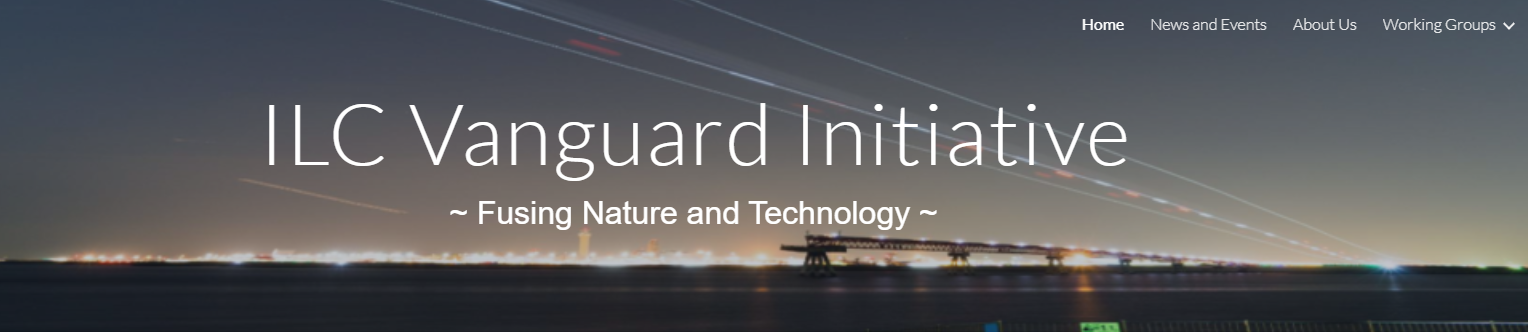 Home News and Events About Us Working Groups
ILC Vanguard Initiative
~ Fusing Nature and Technology ~